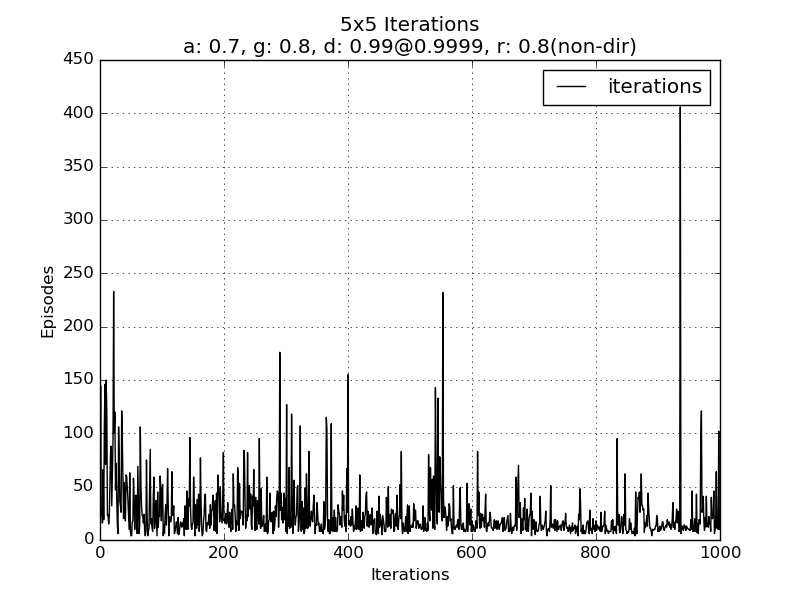 5x5 Iterations
a: 0.7, g: 0.8, d: 0.99@0.9999, r: 0.8(non-dir)
iterations
450
400
350
300
250
200
150
100
50
0
Episodes
0 200 400 600 800 1000
Iterations